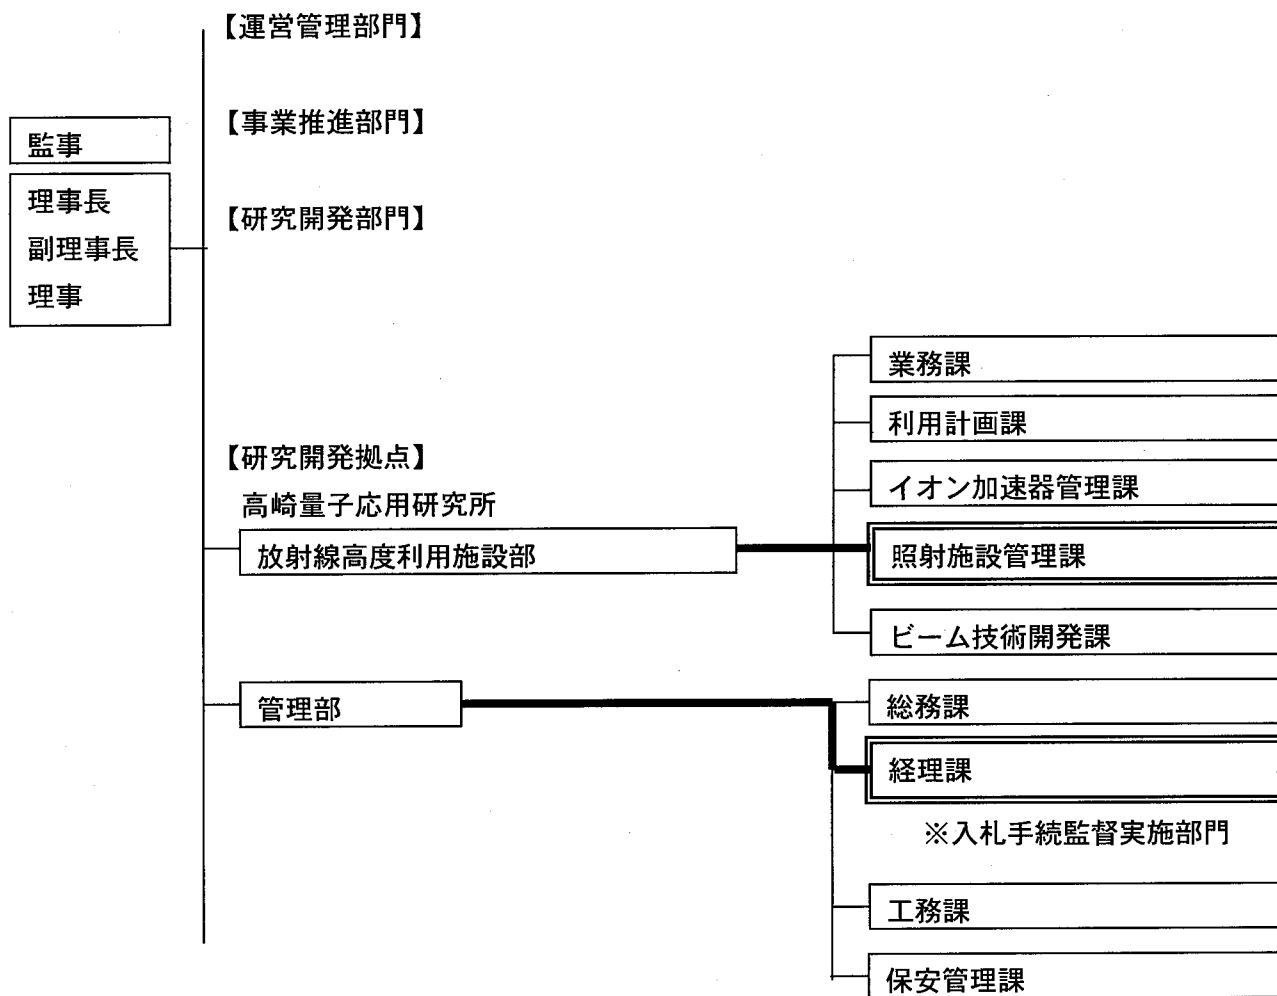 【運営管理部門】
【事業推進部門】
監事
理事長
副理事長
理事
【研究開発部門】
【研究開発拠点】
高崎量子応用研究所
放射線高度利用施設部
業務課
利用計画課
イオン加速器管理課
照射施設管理課
ビーム技術開発課
管理部
総務課
経理課
※入札手続監督実施部門
工務課
保安管理課